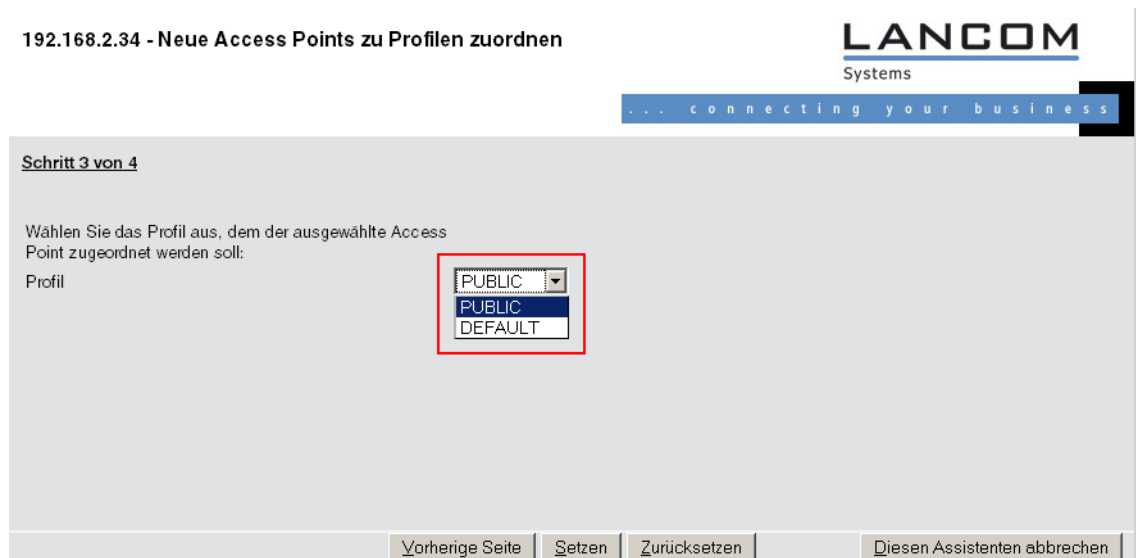 192.168.2.34 - Neue Access Points zu Profilen zuordnen
LANCOM
Systems
... connecting your business
Schritt 3 von 4
Wählen Sie das Profil aus, dem der ausgewählte Access
Point zugeordnet werden soll:
Profil
PUBLIC
PUBLIC
DEFAULT
Vorherige Seite
Setzen
Zurücksetzen
Diesen Assistenten abbrechen